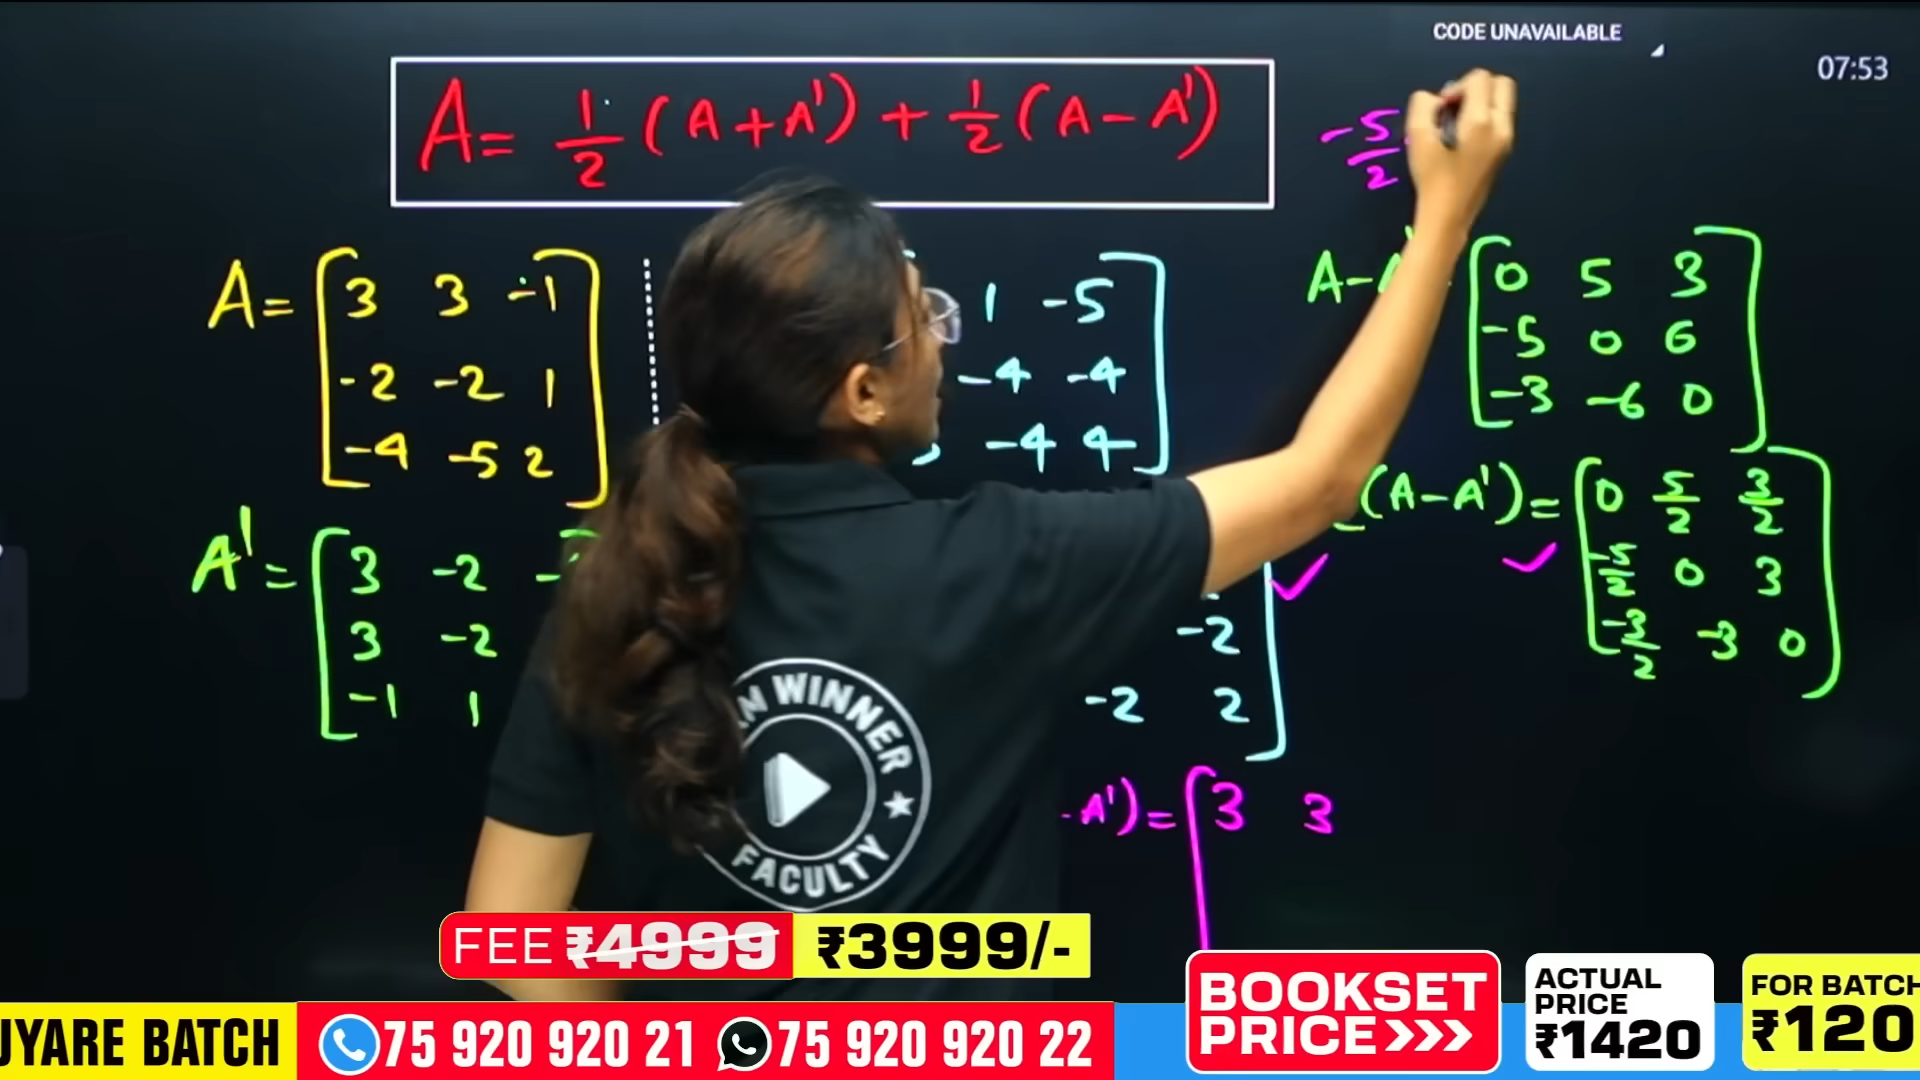 CODE UNAVAILABLE
07:53
A = 1/2 (A + A') + 1/2 (A - A')
-5/2
A = [3 3 -1
-2 -2 1
-4 -5 2]
1 -5
-4 -4
-4 4]
[0 5 3
-5 0 6
-3 -6 0]
A' = [3 -2
3 -2
-1 1
-2
-2 2]
(A - A') = [0 5/2 3/2
-5/2 0 3
-3/2 -3 0]
- A') = [3 3
WINNER
FACULTY
FEE ₹4999 ₹3999/-
BOOKSET
PRICE >>>
ACTUAL
PRICE
₹1420
FOR BATCH
₹120
UYARE BATCH
75 920 920 21
75 920 920 22